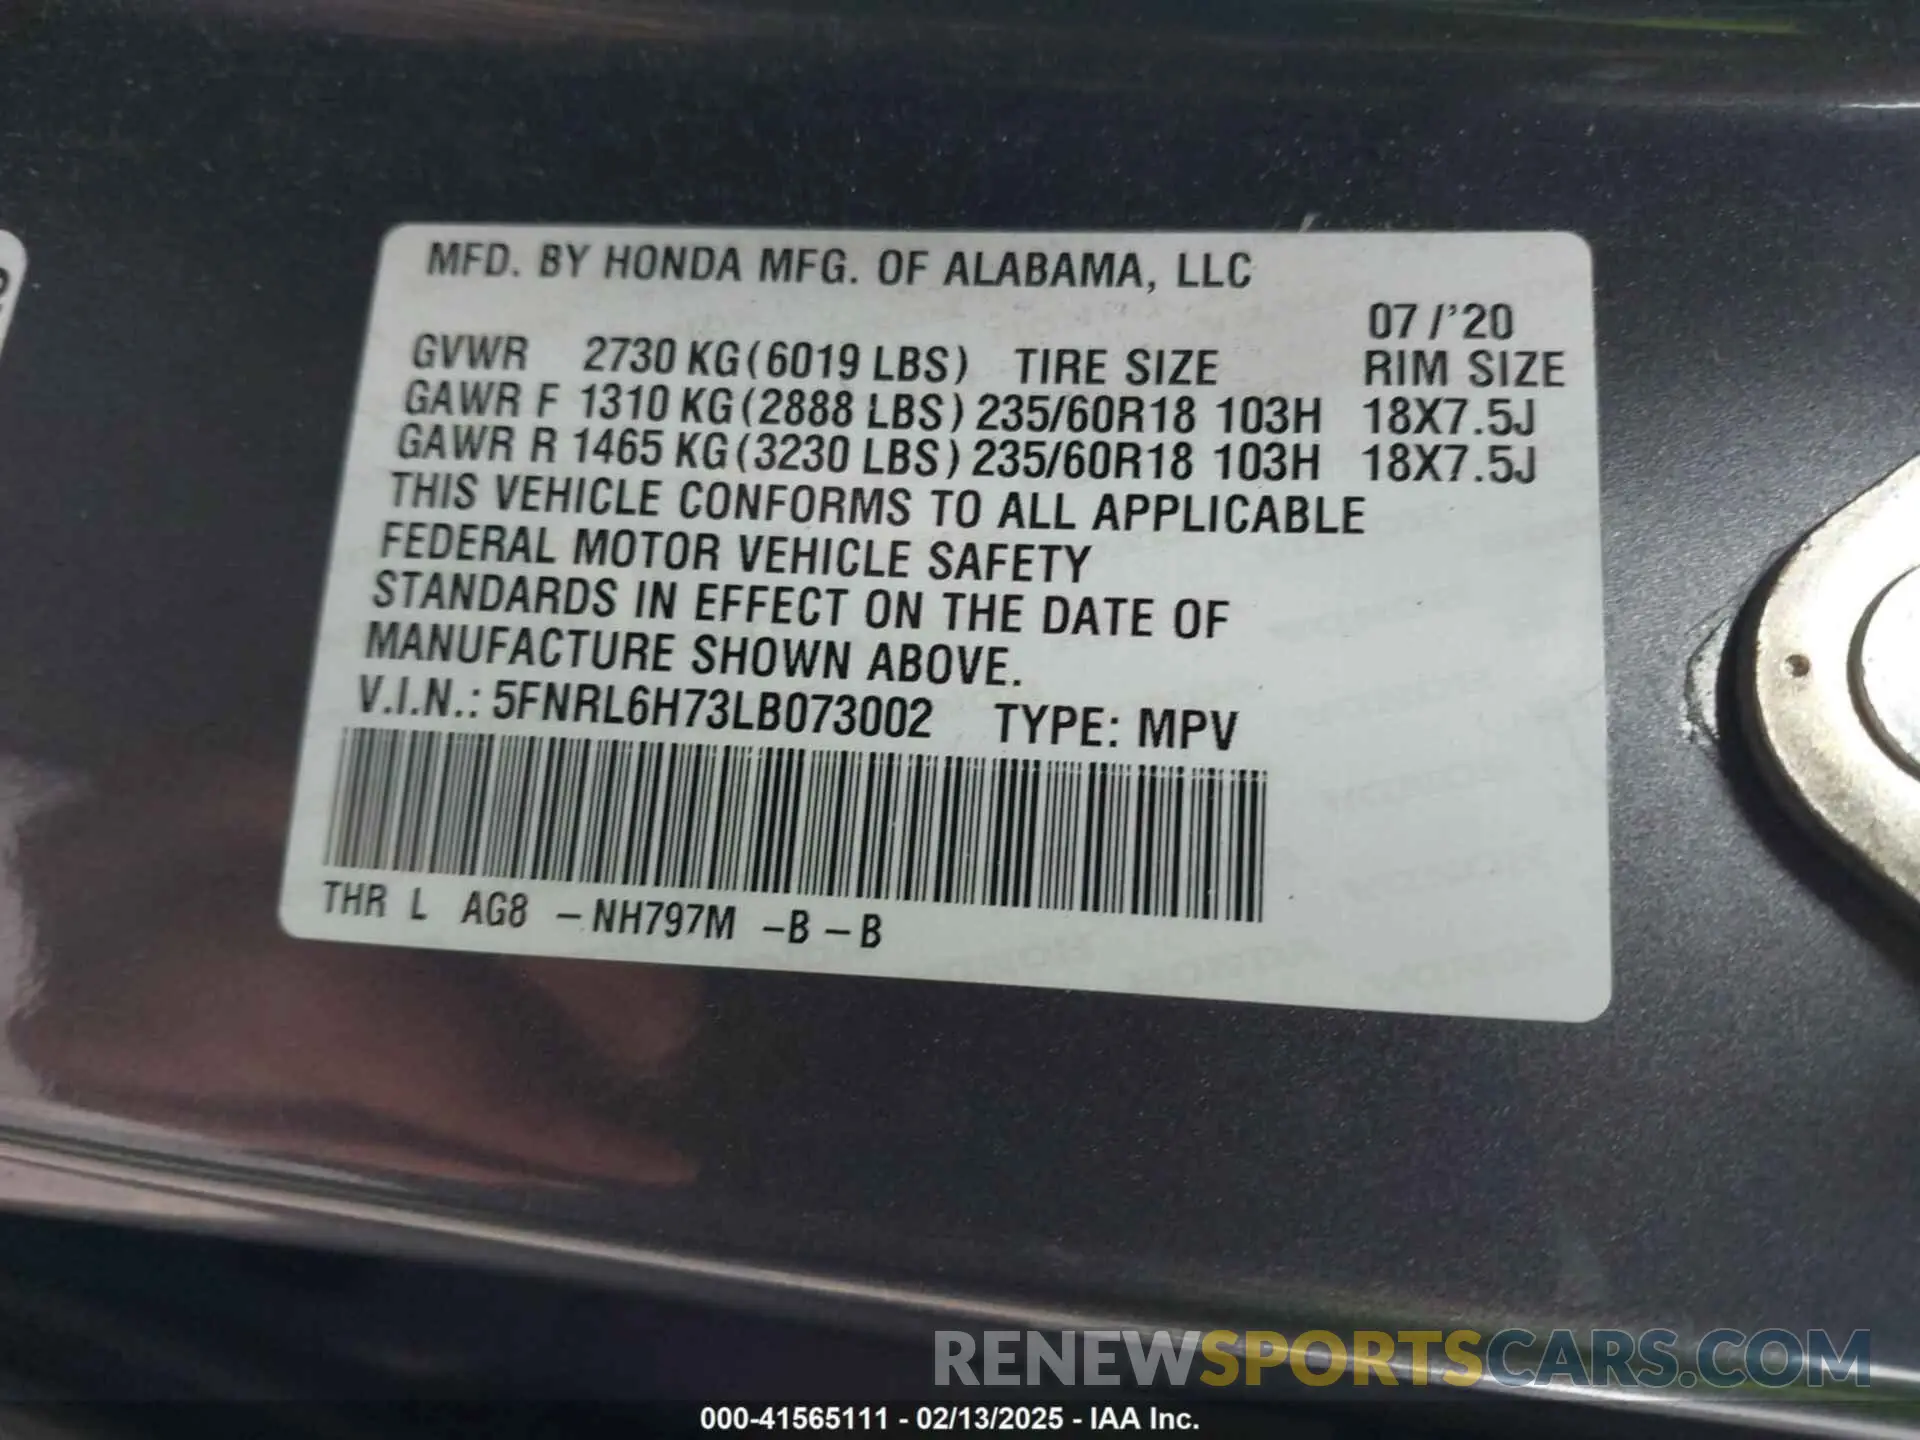 MFD. BY HONDA MFG. OF ALABAMA, LLC
07 /'20
GVWR 2730 KG (6019 LBS) TIRE SIZE RIM SIZE
GAWR F 1310 KG (2888 LBS) 235/60R18 103H 18X7.5J
GAWR R 1465 KG (3230 LBS) 235/60R18 103H 18X7.5J
THIS VEHICLE CONFORMS TO ALL APPLICABLE
FEDERAL MOTOR VEHICLE SAFETY
STANDARDS IN EFFECT ON THE DATE OF
MANUFACTURE SHOWN ABOVE.
V.I.N.: 5FNRL6H73LB073002 TYPE: MPV
THR L AG8 -NH797M -B -B
RENEWSPORTSCARS.COM
000-41565111 - 02/13/2025 - IAA Inc.